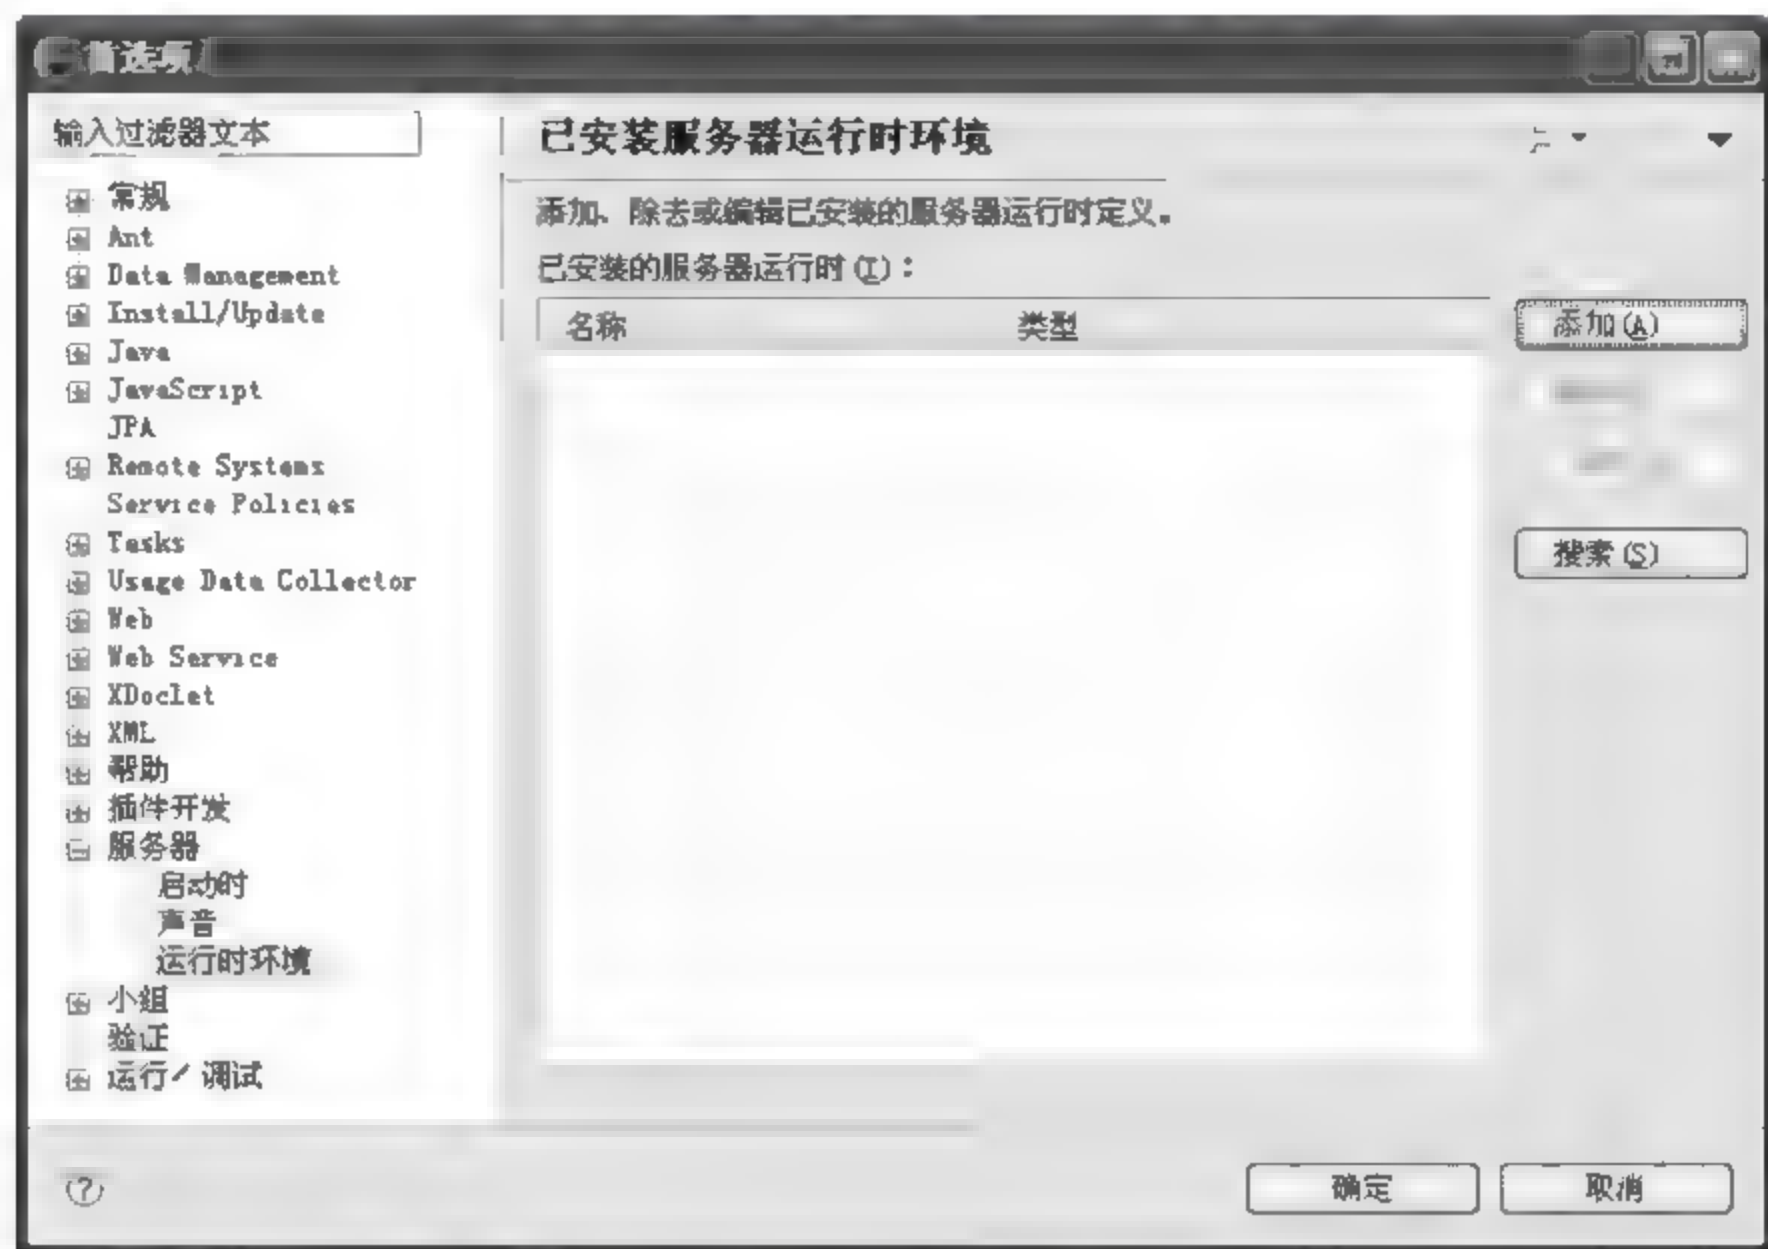 首选项
输入过滤器文本
常规
Ant
Data Management
Install/Update
Java
JavaScript
JPA
Remote Systems
Service Policies
Tasks
Usage Data Collector
Web
Web Service
XDoclet
XML
帮助
插件开发
服务器
启动时
声音
运行时环境
小组
验证
运行/调试
已安装服务器运行时环境
添加、除去或编辑已安装的服务器运行时定义。
已安装的服务器运行时(I):
名称 类型
添加(A)
搜索(S)
确定 取消